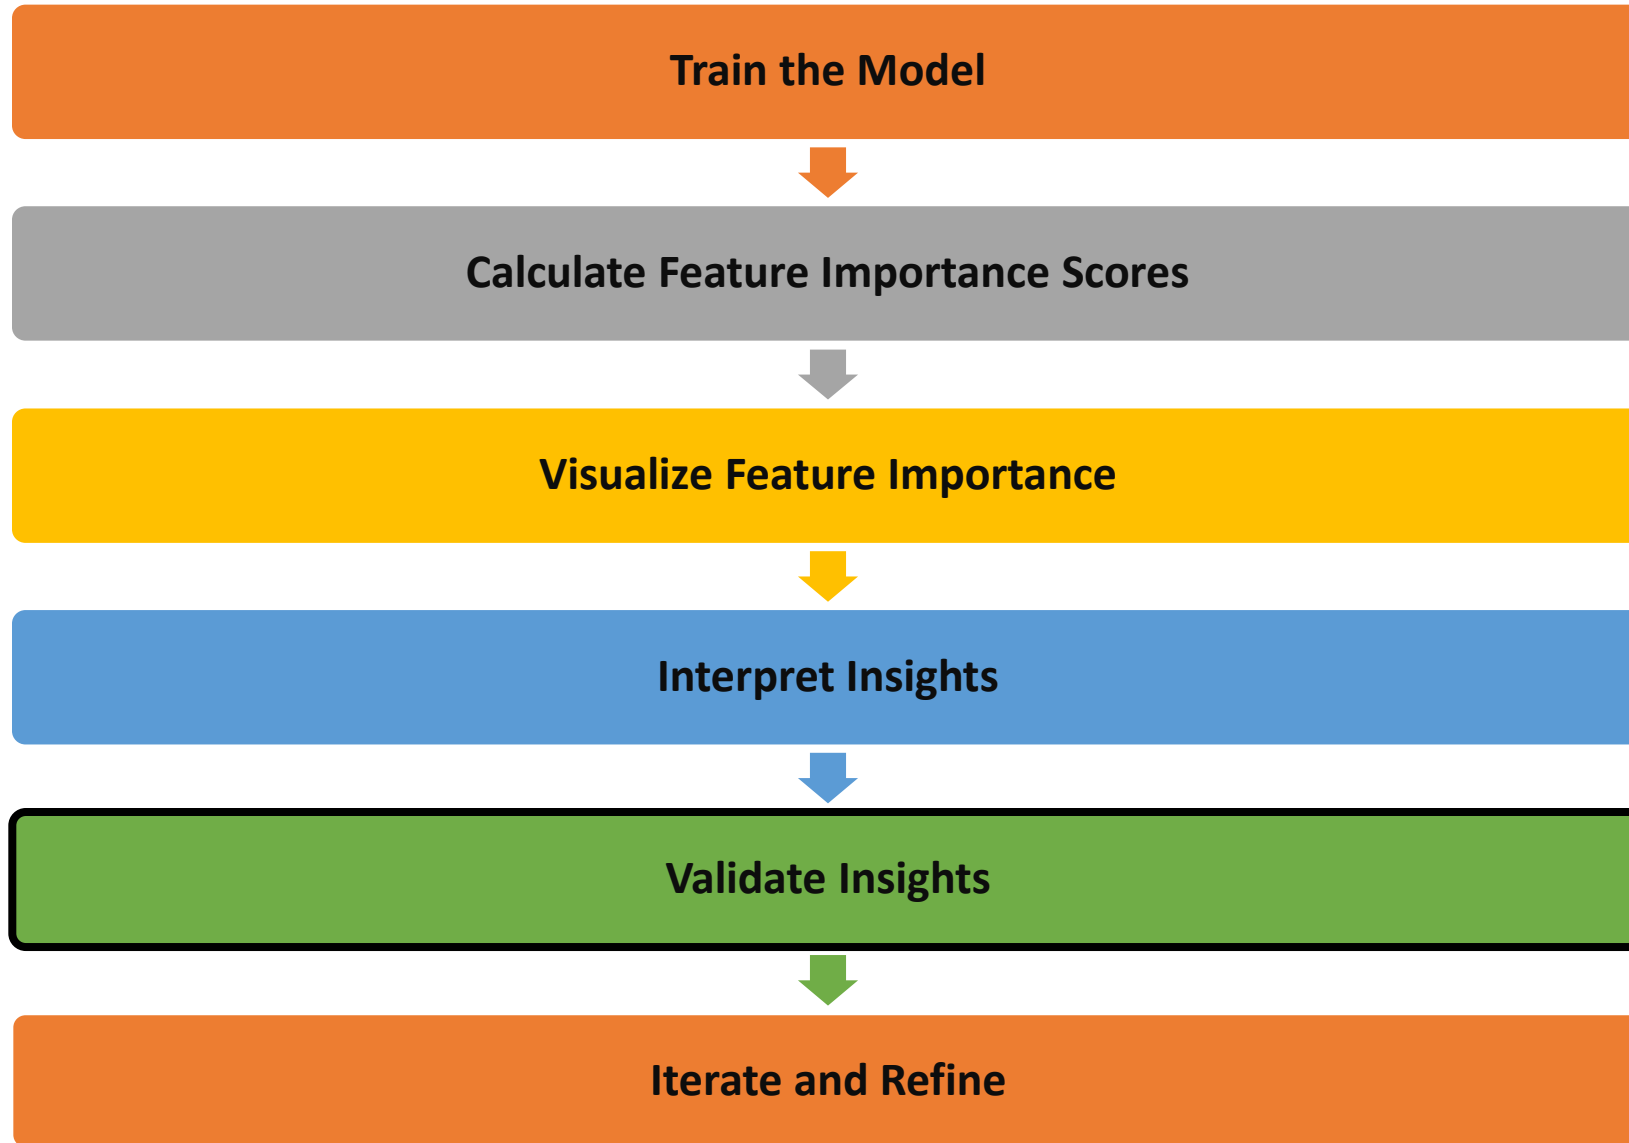 Train the Model
Calculate Feature Importance Scores
Visualize Feature Importance
Interpret Insights
Validate Insights
Iterate and Refine